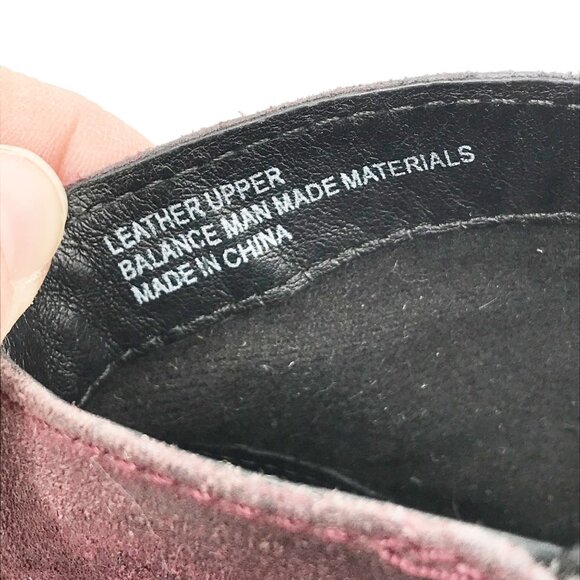 LEATHER UPPER
BALANCE MAN MADE MATERIALS
MADE IN CHINA